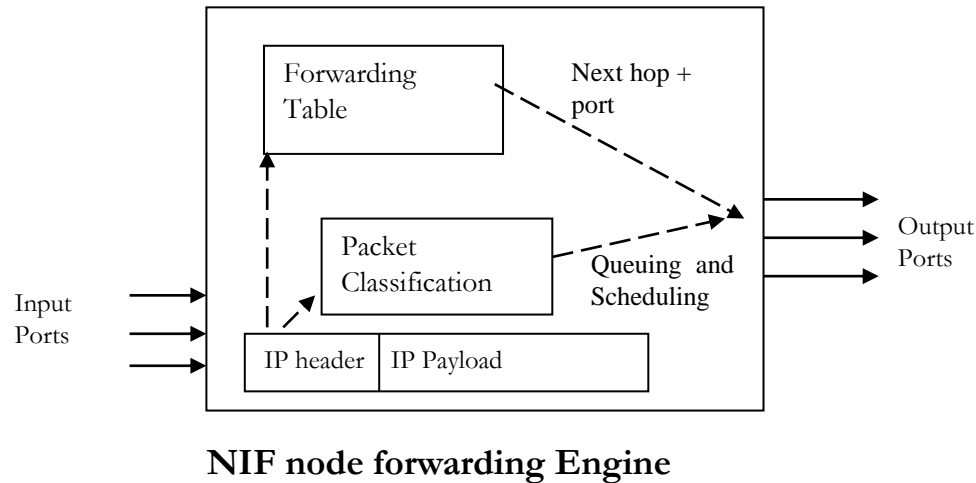 Forwarding
Table
Next hop +
port
Packet
Classification
Queuing and
Scheduling
Output
Ports
Input
Ports
IP header
IP Payload
NIF node forwarding Engine